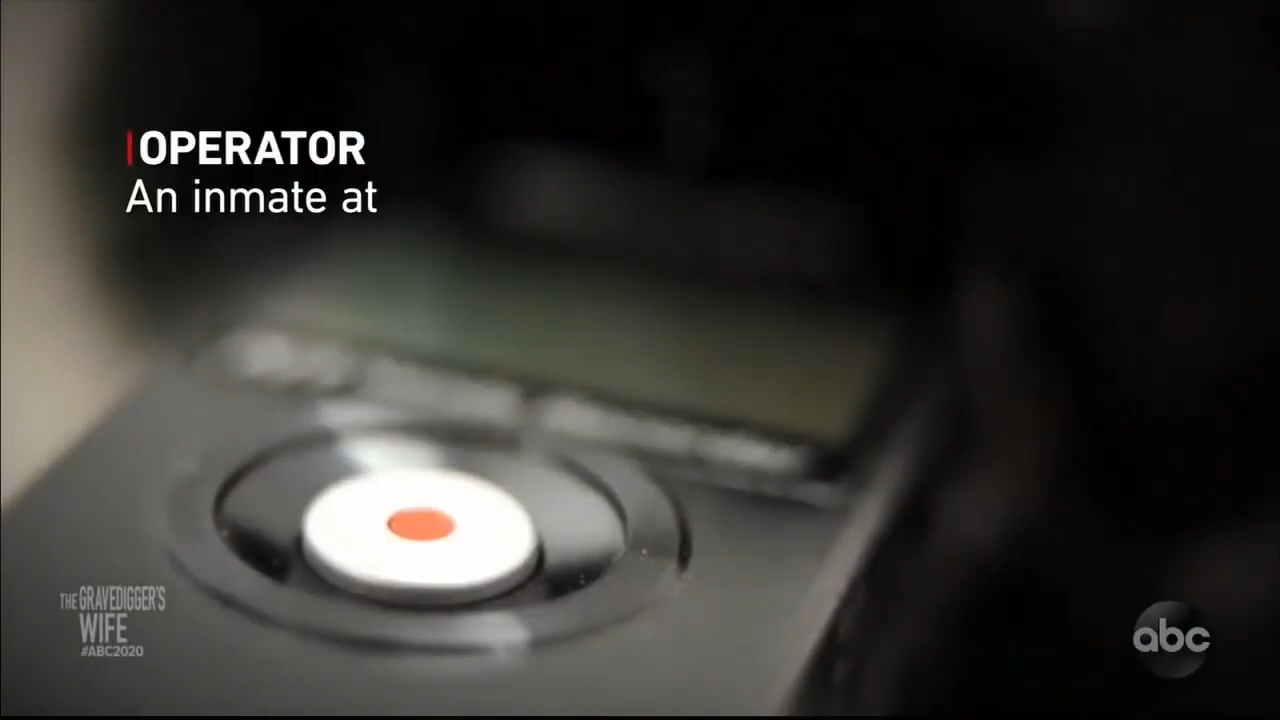 OPERATOR
An inmate at
THE GRAVEDIGGER'S
WIFE
#ABC2020
abc